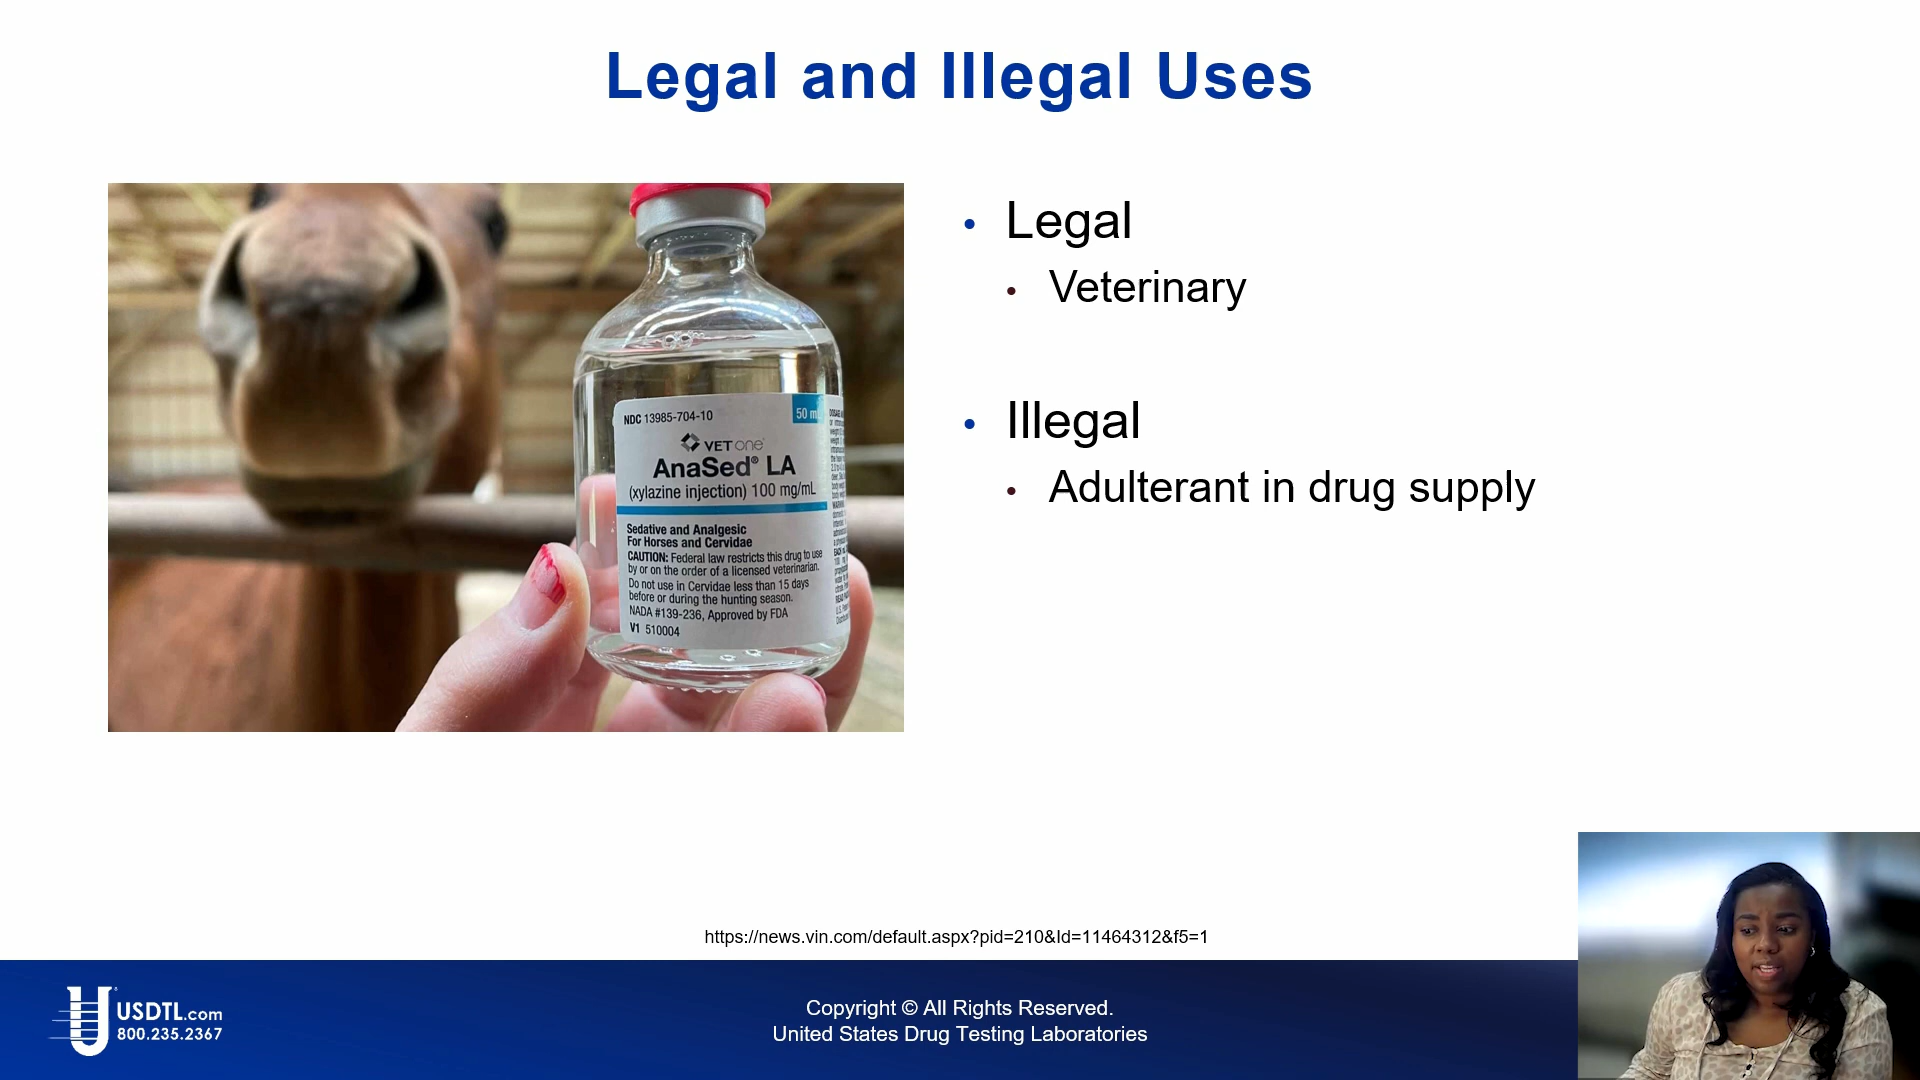 Legal and Illegal Uses
NDC 13985-704-10
50 m
VET one
AnaSed® LA
(xylazine injection) 100 mg/mL
Sedative and Analgesic
For Horses and Cervidae
CAUTION: Federal law restricts this drug to use
by or on the order of a licensed veterinarian.
Do not use in Cervidae less than 15 days
before or during the hunting season.
NADA #139-236, Approved by FDA
V1 510004
• Legal
• Veterinary
• Illegal
• Adulterant in drug supply
https://news.vin.com/default.aspx?pid=210&Id=11464312&f5=1
USDTL.com
800.235.2367
Copyright © All Rights Reserved.
United States Drug Testing Laboratories